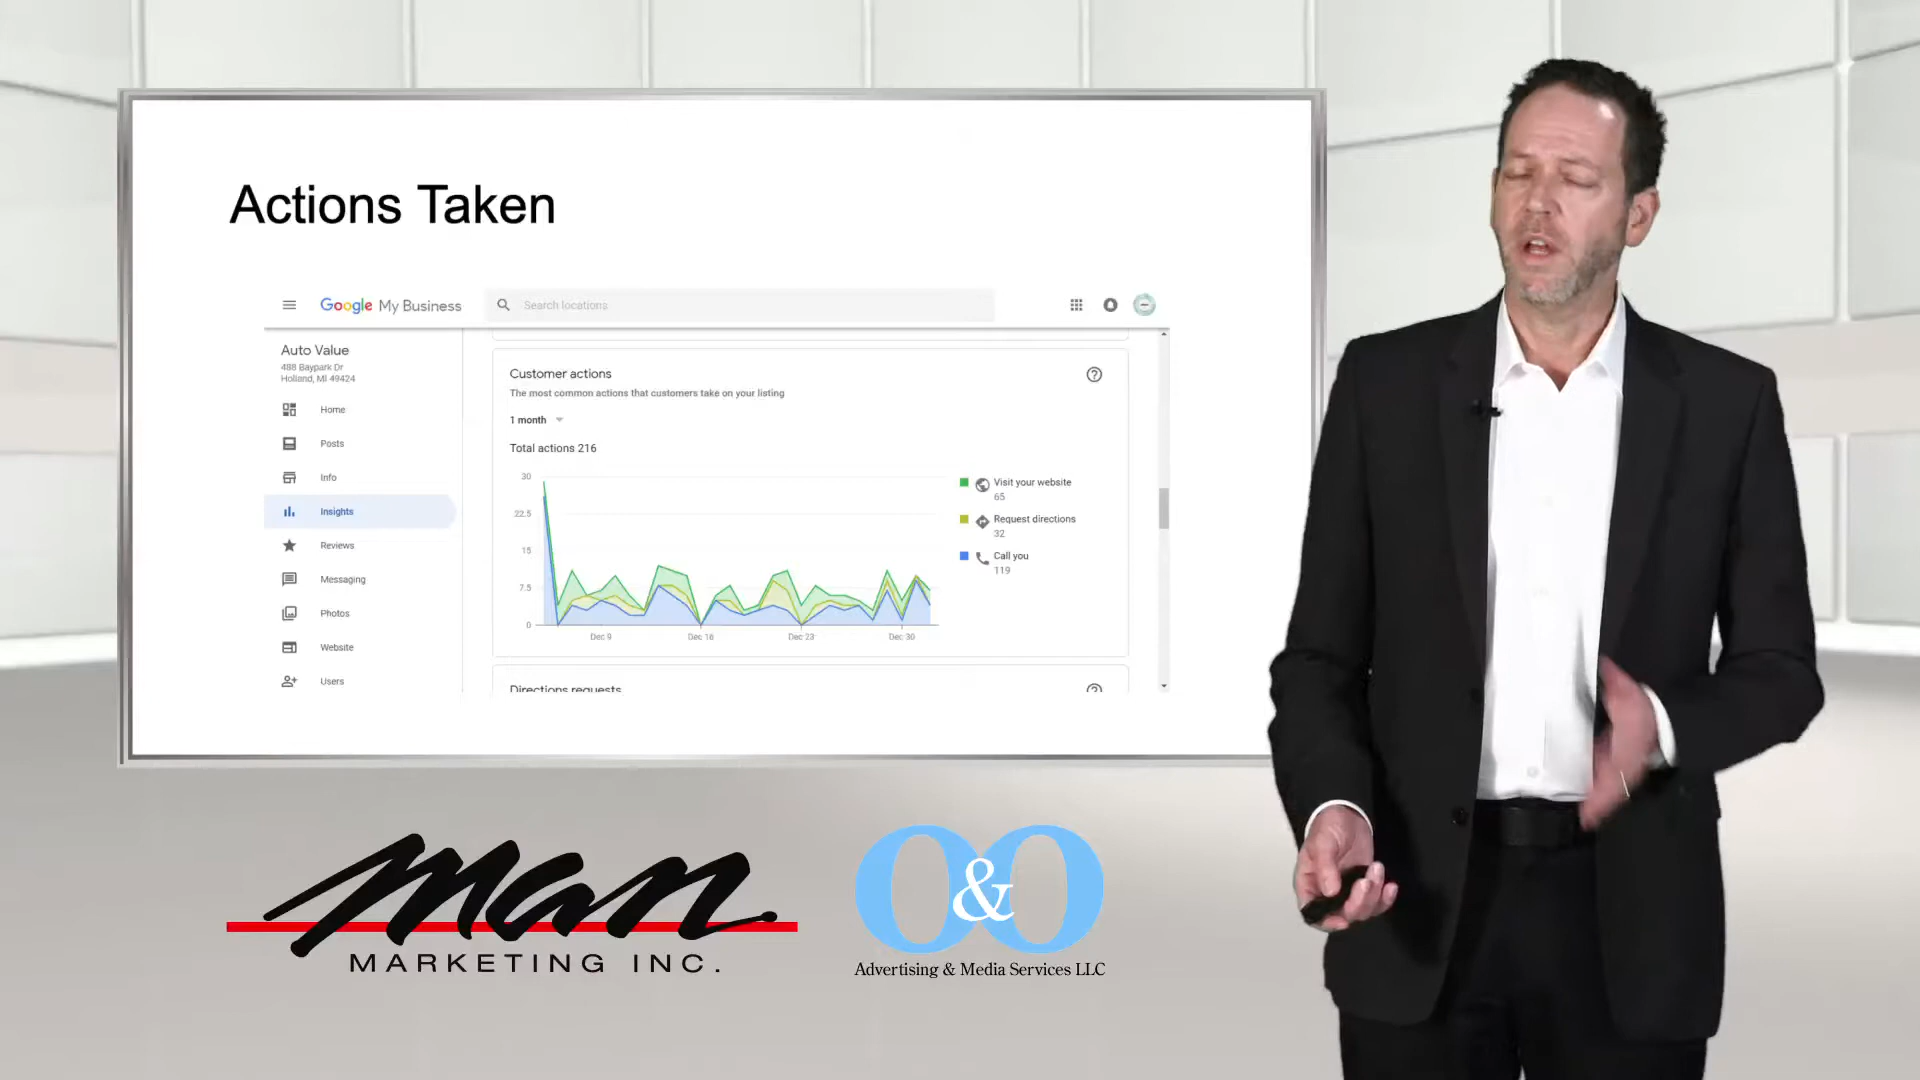 Actions Taken
Google My Business
Search locations
Auto Value
488 Baypark Dr
Holland, MI 49424
Home
Posts
Info
Insights
Reviews
Messaging
Photos
Website
Users
Customer actions
The most common actions that customers take on your listing
1 month
Total actions 216
30
22.5
15
7.5
0
Dec 9
Dec 16
Dec 23
Dec 30
Visit your website
65
Request directions
32
Call you
119
Directions requests
man
MARKETING INC.
O&O
Advertising & Media Services LLC